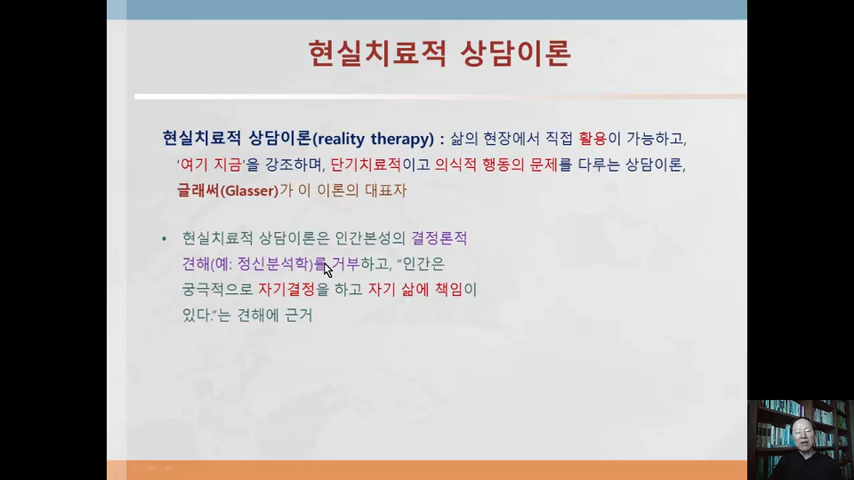 현실치료적 상담이론
현실치료적 상담이론(reality therapy) : 삶의 현장에서 직접 활용이 가능하고,
'여기 지금'을 강조하며, 단기치료적이고 의식적 행동의 문제를 다루는 상담이론,
글래써(Glasser)가 이 이론의 대표자
• 현실치료적 상담이론은 인간본성의 결정론적
견해(예: 정신분석학)를 거부하고, “인간은
궁극적으로 자기결정을 하고 자기 삶에 책임이
있다.”는 견해에 근거